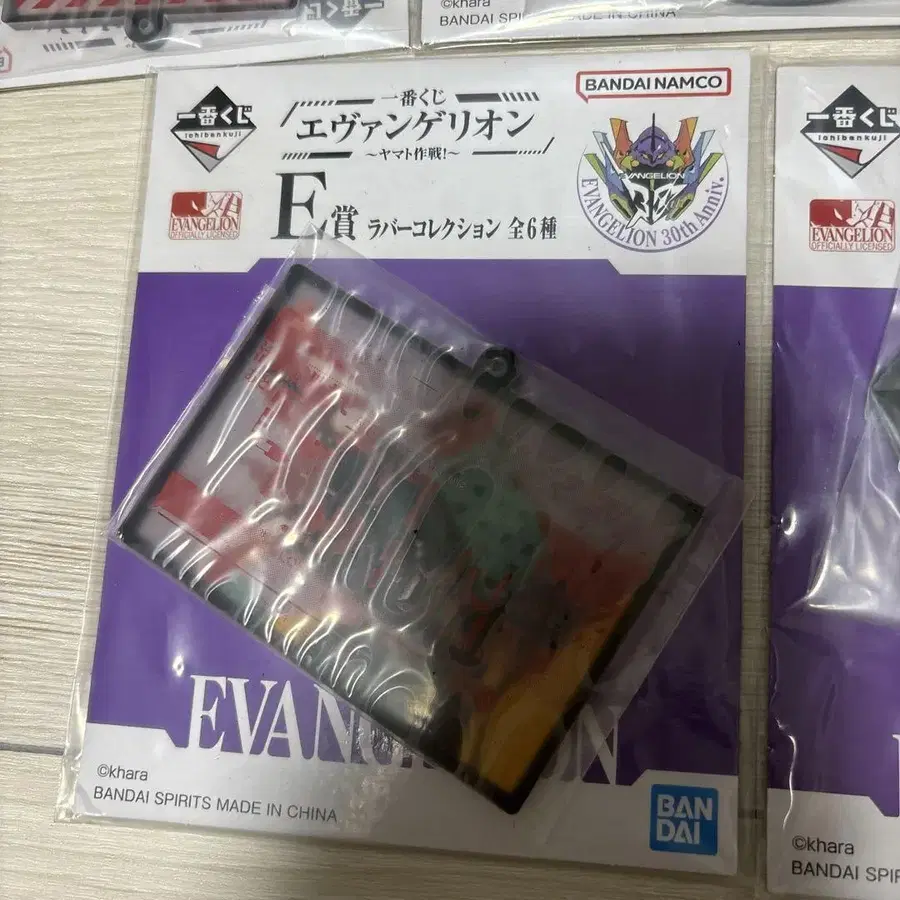 ©khara
BANDAI SPIRITS MADE IN CHINA
一番くじ
ichibankuji
EVANGELION
OFFICIALLY LICENSED
一番くじ
エヴァンゲリオン
~ヤマト作戦!~
E賞 ラバーコレクション 全6種
BANDAI NAMCO
EVANGELION
EVANGELION 30th Anniv.
©khara
BANDAI SPIRITS MADE IN CHINA
BAN
DAI
一番くじ
ichibankuji
EVANGELION
OFFICIALLY LICENSED
©khara
BANDAI SPIR